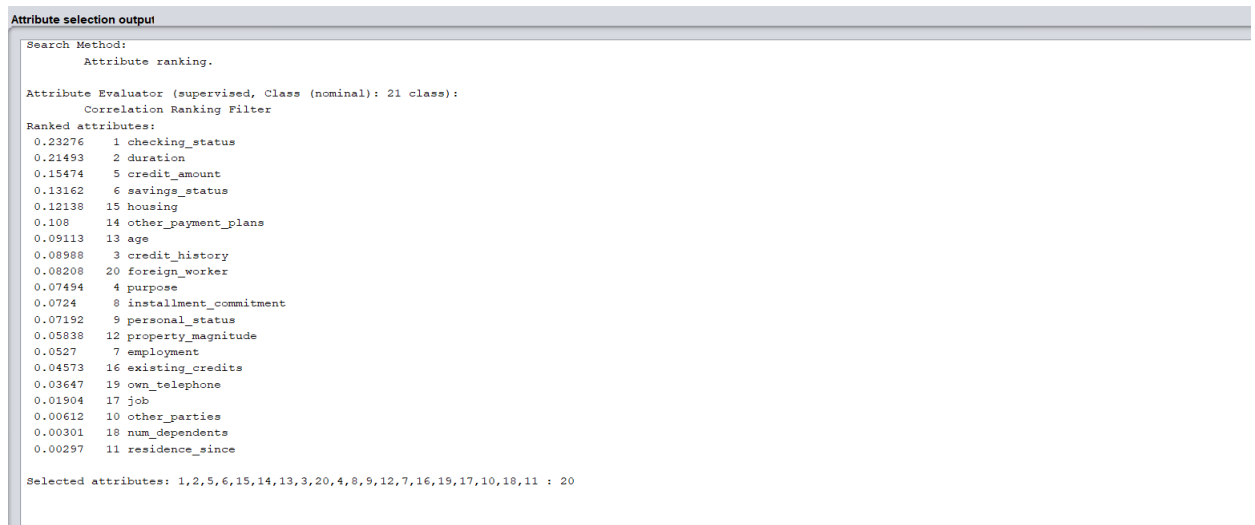 Attribute selection output
Search Method:
Attribute ranking.
Attribute Evaluator (supervised, Class (nominal): 21 class):
Correlation Ranking Filter
Ranked attributes:
0.23276 1 checking_status
0.21493 2 duration
0.15474 5 credit_amount
0.13162 6 savings_status
0.12138 15 housing
0.108 14 other_payment_plans
0.09113 13 age
0.08988 3 credit_history
0.08208 20 foreign_worker
0.07494 4 purpose
0.0724 8 installment_commitment
0.07192 9 personal_status
0.05838 12 property_magnitude
0.0527 7 employment
0.04573 16 existing_credits
0.03647 19 own_telephone
0.01904 17 job
0.00612 10 other_parties
0.00301 18 num_dependents
0.00297 11 residence_since
Selected attributes: 1,2,5,6,15,14,13,3,20,4,8,9,12,7,16,19,17,10,18,11 : 20